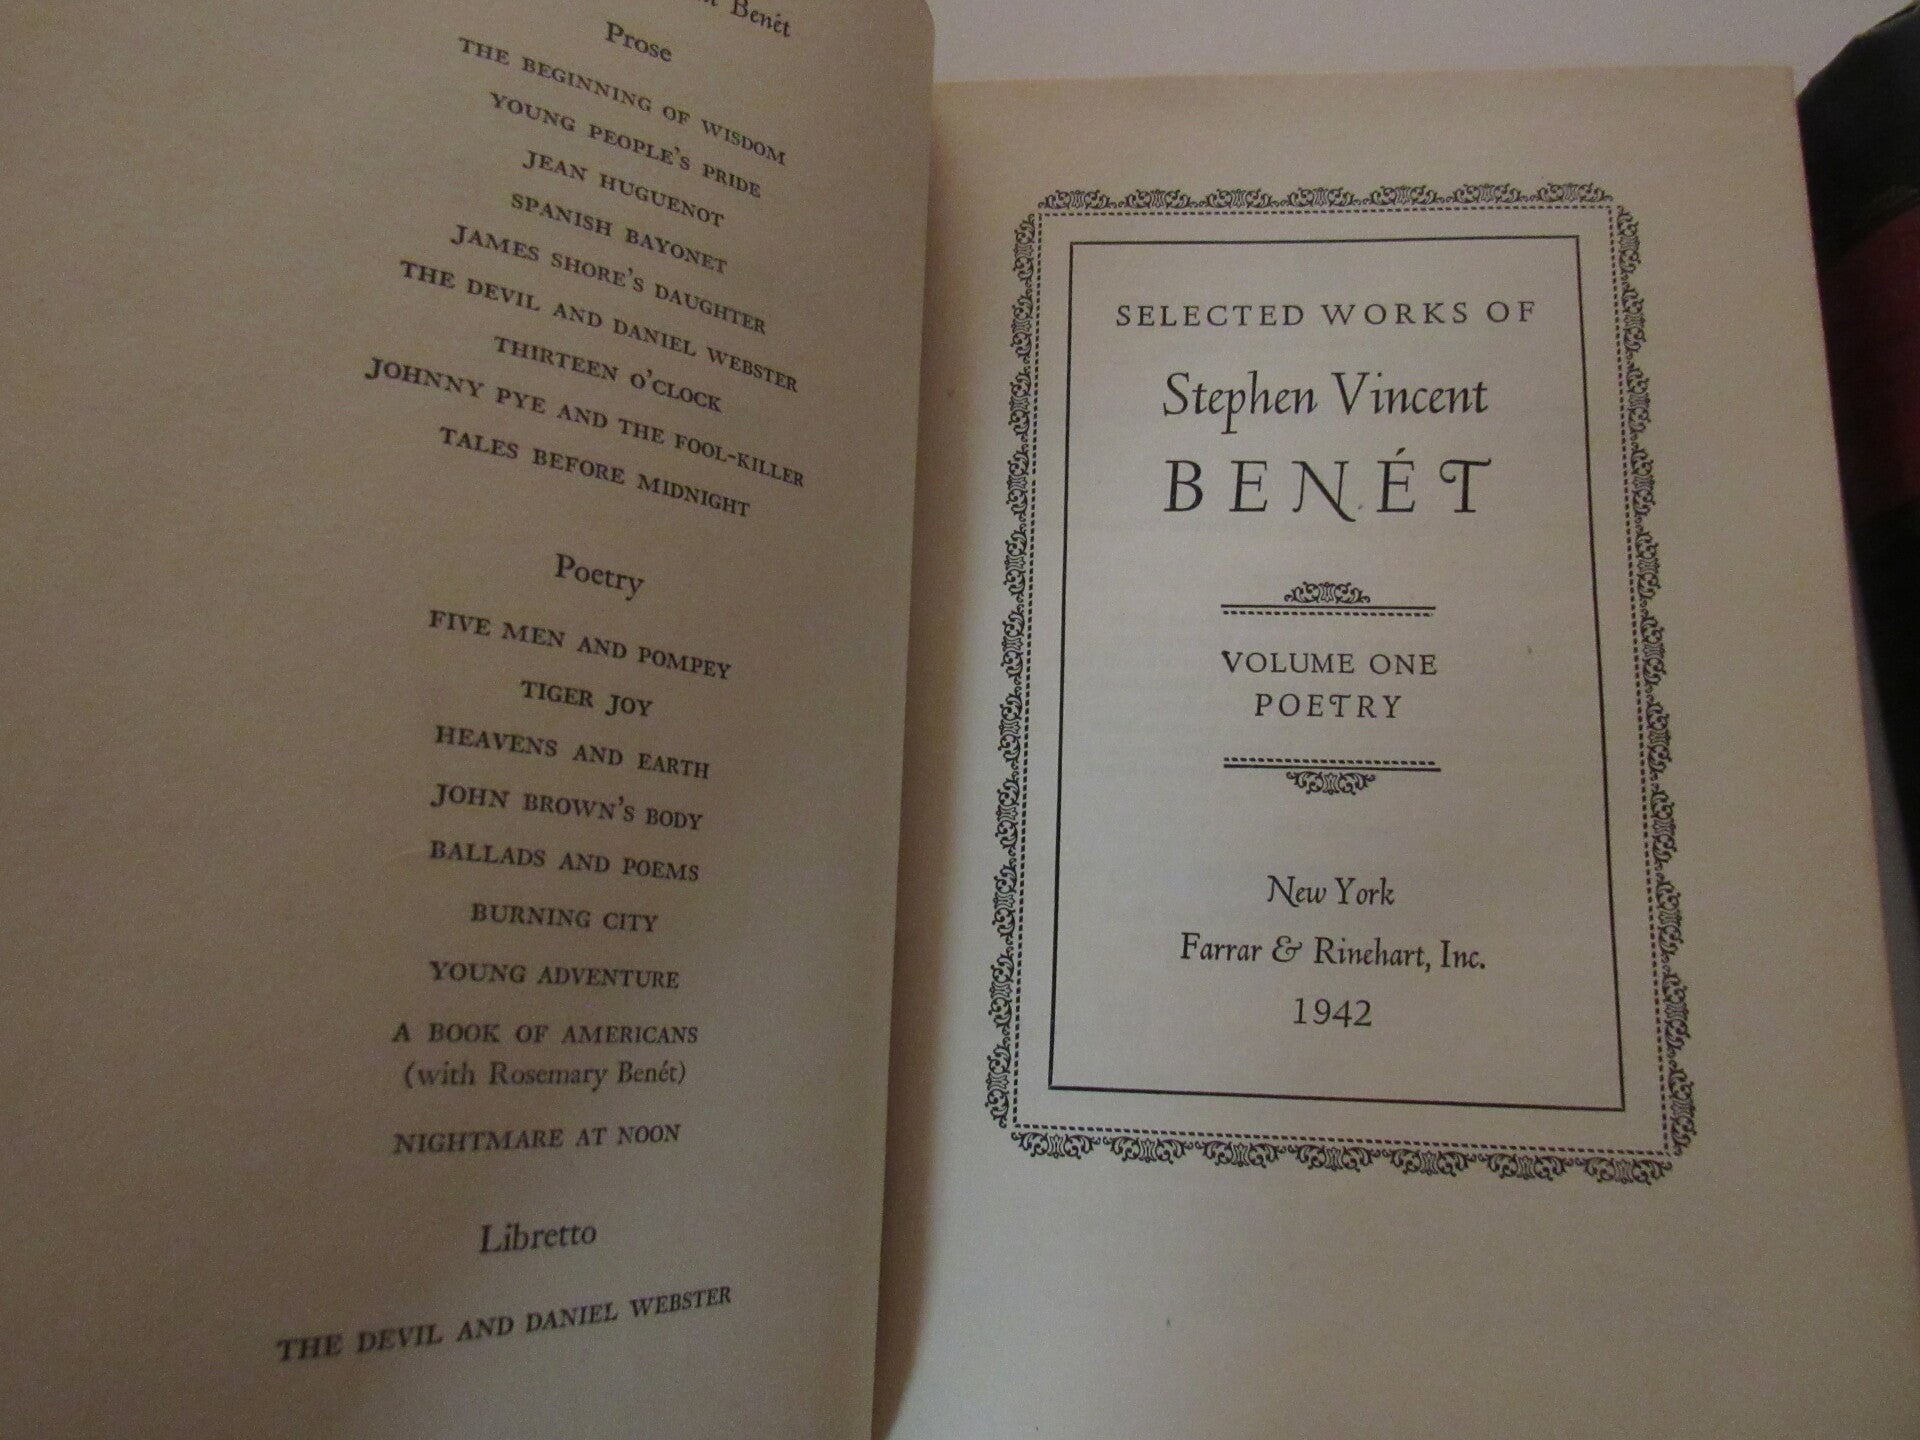 Benét
Prose
THE BEGINNING OF WISDOM
YOUNG PEOPLE'S PRIDE
JEAN HUGUENOT
SPANISH BAYONET
JAMES SHORE'S DAUGHTER
THE DEVIL AND DANIEL WEBSTER
THIRTEEN O'CLOCK
JOHNNY PYE AND THE FOOL-KILLER
TALES BEFORE MIDNIGHT
Poetry
FIVE MEN AND POMPEY
TIGER JOY
HEAVENS AND EARTH
JOHN BROWN'S BODY
BALLADS AND POEMS
BURNING CITY
YOUNG ADVENTURE
A BOOK OF AMERICANS
(with Rosemary Benét)
NIGHTMARE AT NOON
Libretto
THE DEVIL AND DANIEL WEBSTER
SELECTED WORKS OF
Stephen Vincent
BENÉT
VOLUME ONE
POETRY
New York
Farrar & Rinehart, Inc.
1942